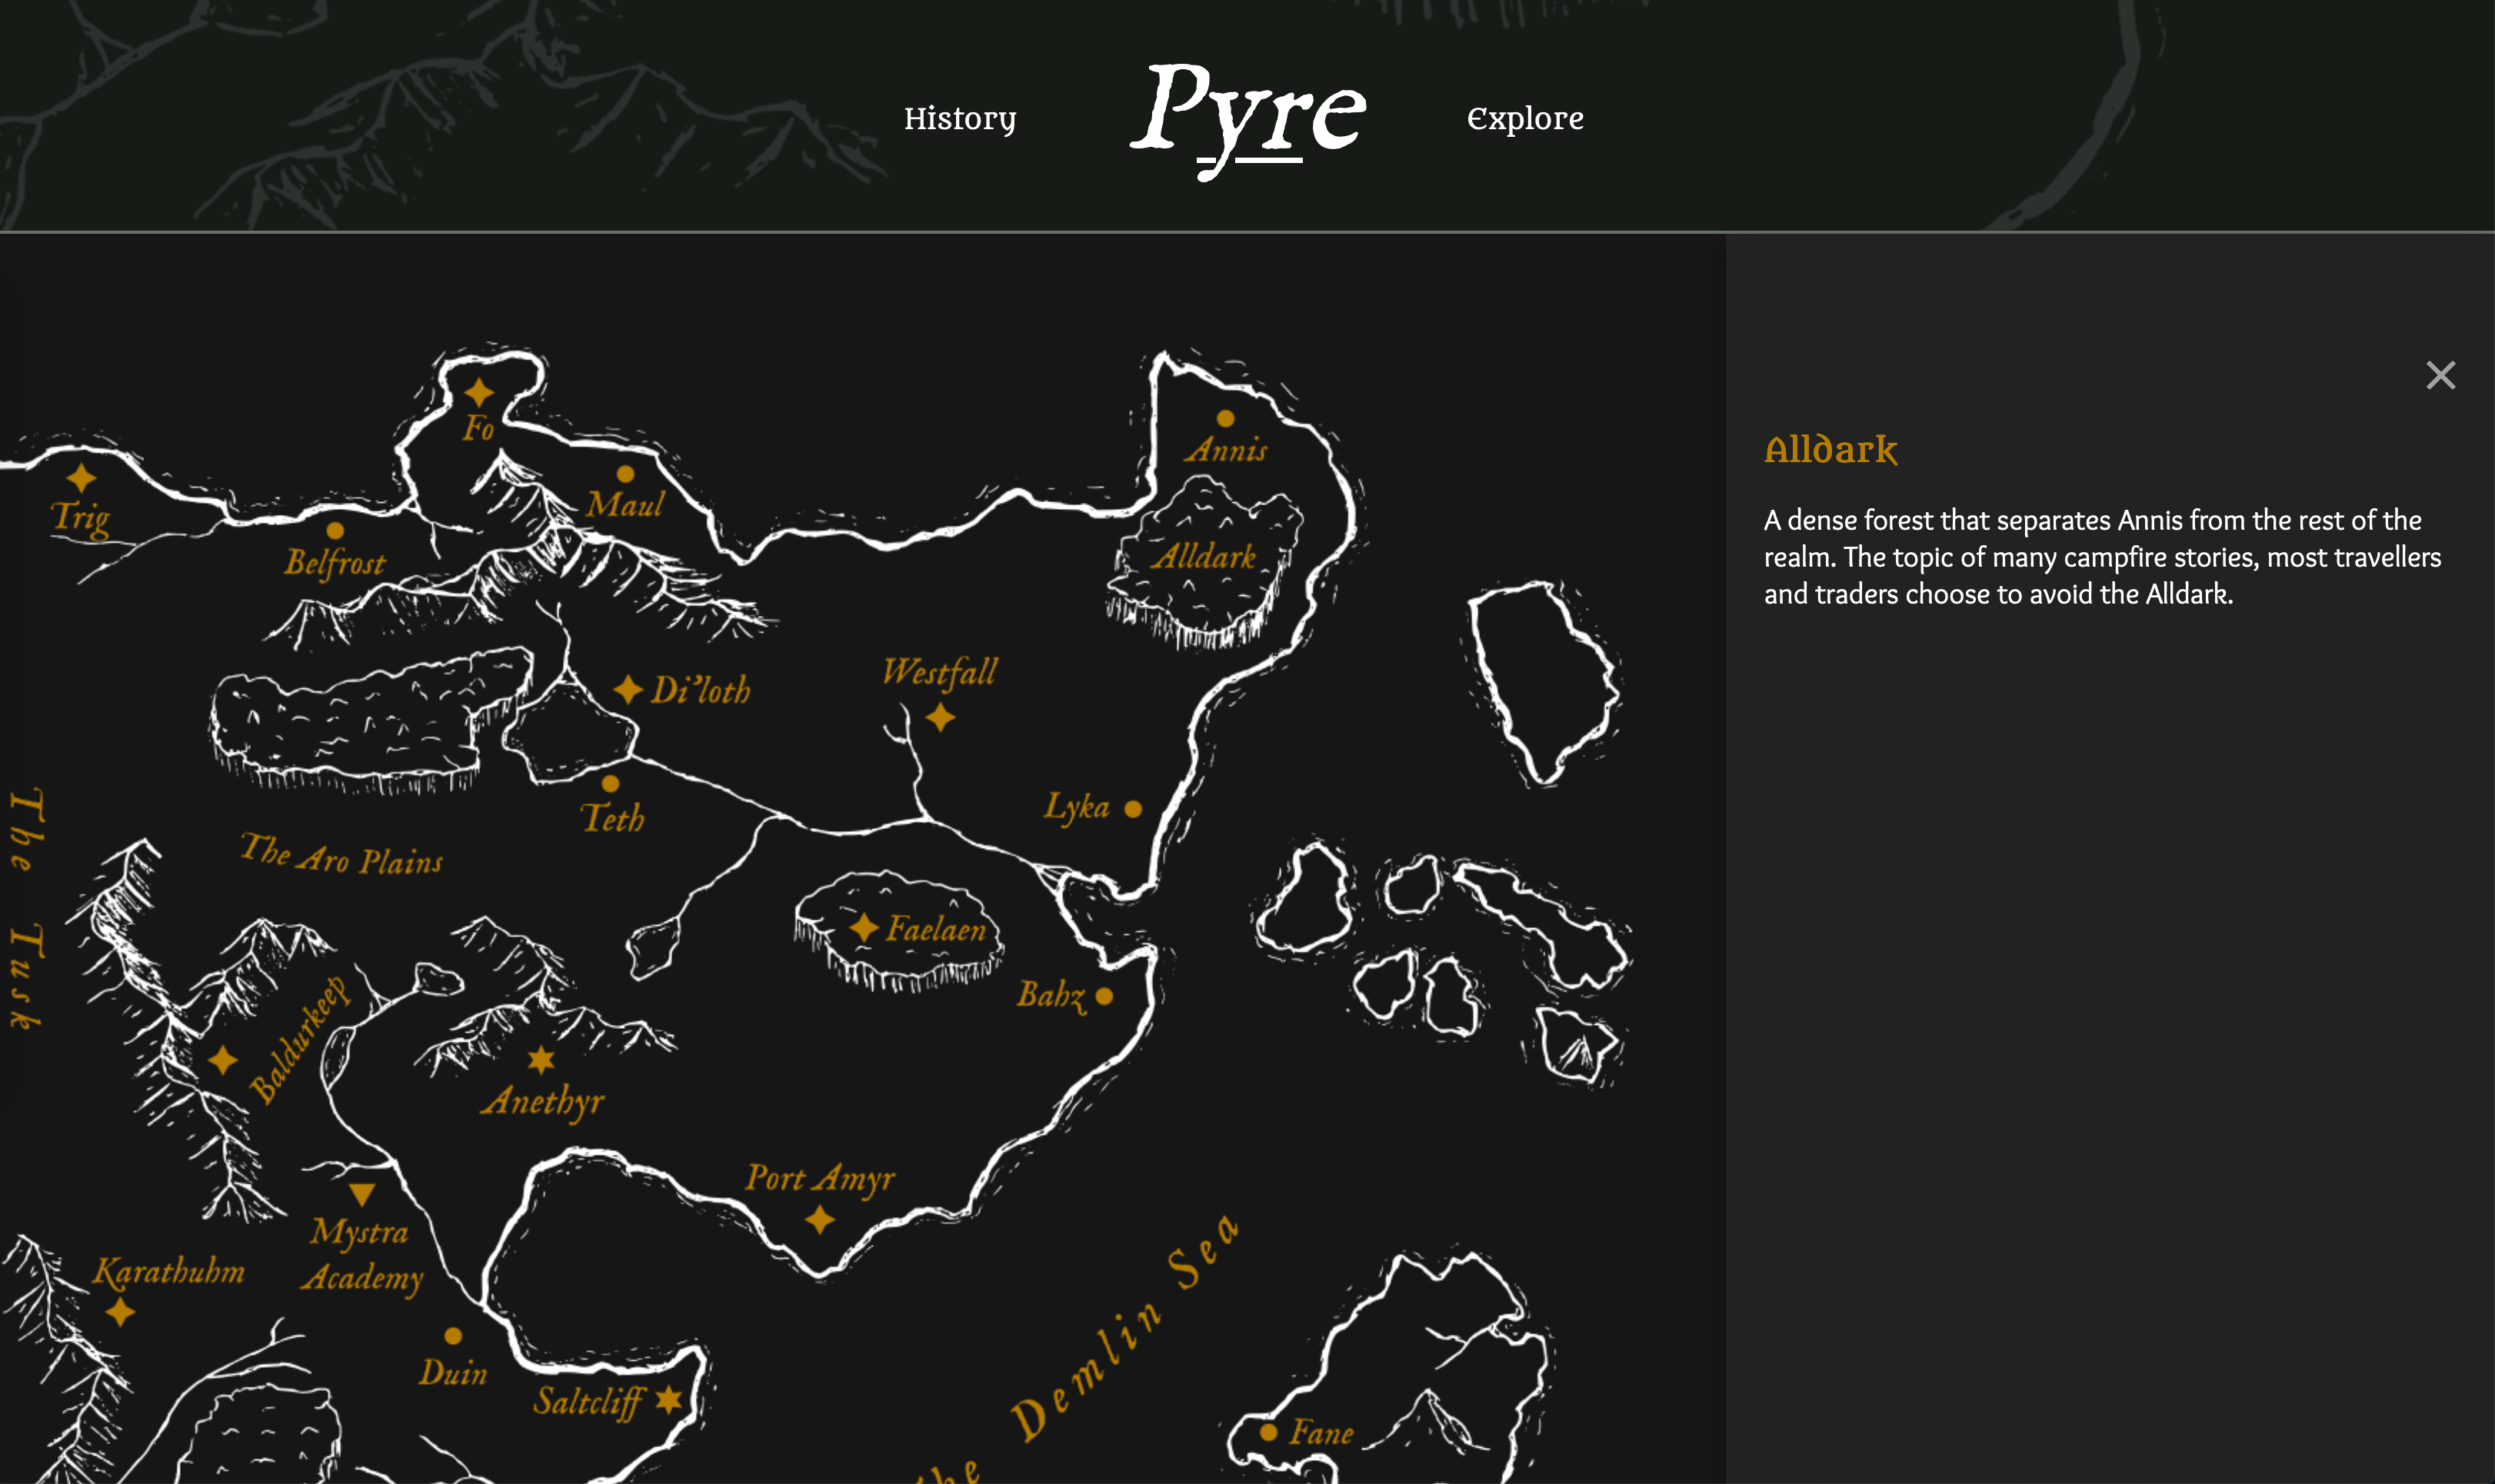 History
Pyre
Explore
Fo
Annis
Trig
Maul
Belfrost
Alldark
Di'loth
Westfall
Teth
Lyka
The Aro Plains
The Tusk
Faelaen
Bahz
Baldurkeep
Anethyr
Port Amyr
Mystra
Academy
Karathuhm
Duin
Saltcliff
Demlin Sea
Fane
Alldark
A dense forest that separates Annis from the rest of the
realm. The topic of many campfire stories, most travellers
and traders choose to avoid the Alldark.